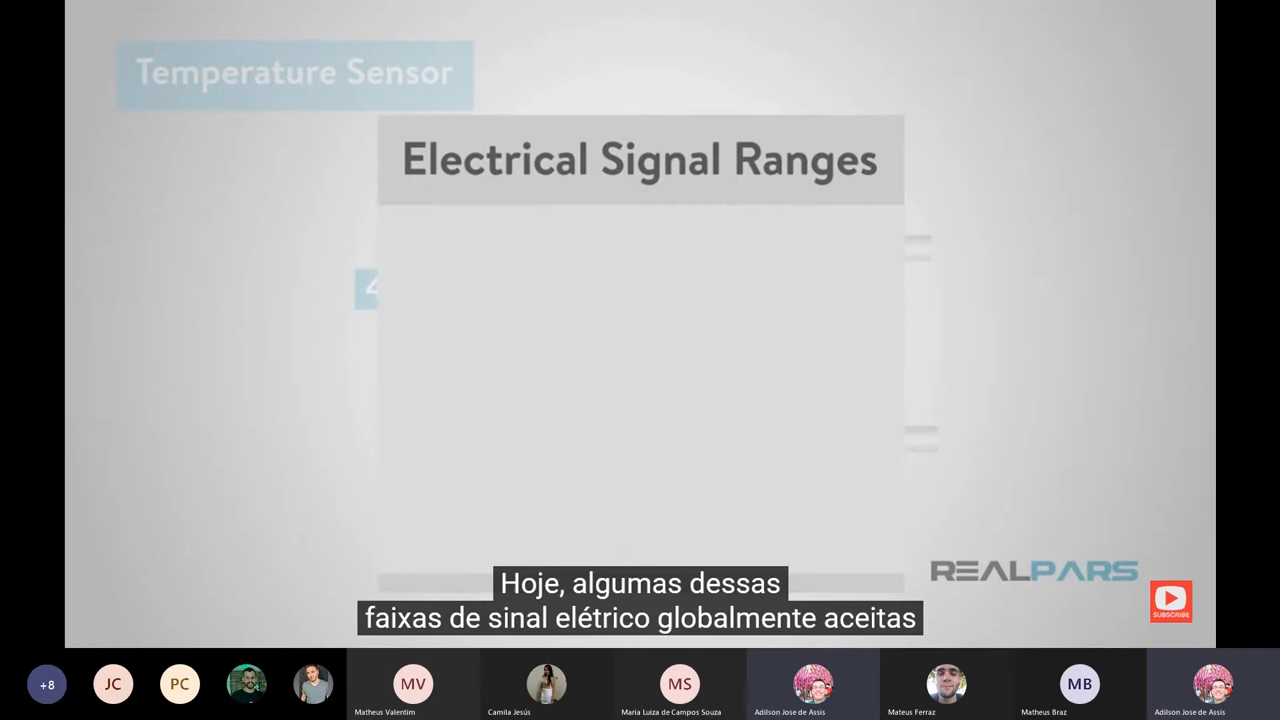 Temperature Sensor
Electrical Signal Ranges
4
REALPARS
SUBSCRIBE
Hoje, algumas dessas
faixas de sinal elétrico globalmente aceitas
+8
JC
PC
MV
MS
MB
Matheus Valentim
Camila Jesús
Maria Luiza de Campos Souza
Adilson Jose de Assis
Mateus Ferraz
Matheus Braz
Adilson Jose de Assis